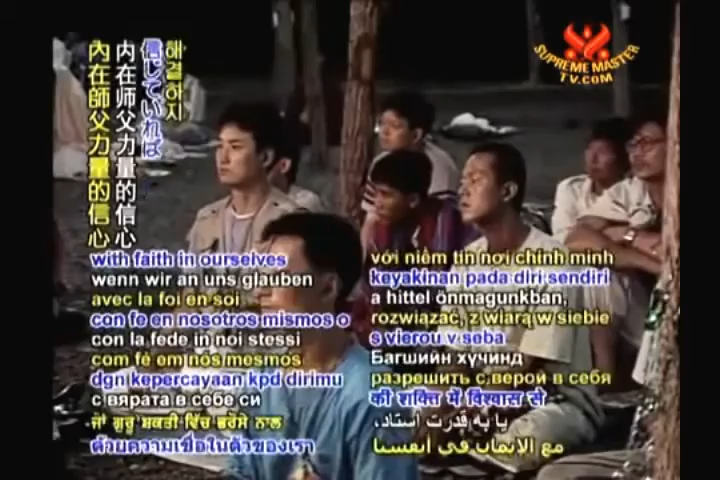 해결하지
信じていれば
内在师父力量的信心
內在師父力量的信心
SUPREME MASTER
TV.COM
with faith in ourselves
wenn wir an uns glauben
avec la foi en soi
con fe en nosotros mismos o
con la fede in noi stessi
com fé em nós mesmos
dgn kepercayaan kpd dirimu
с вярата в себе си
ਜਾਂ ਗੁਰੂ ਸ਼ਕਤੀ ਵਿੱਚ ਭਰੋਸੇ ਨਾਲ
ด้วยความเชื่อในตัวของเรา
với niềm tin nơi chính mình
keyakinan pada diri sendiri
a hittel önmagunkban,
rozwiązać, z wiarą w siebie
s vierou v seba
Багшийн хүчинд
разрешить с верой в себя
की शक्ति में विश्वास से
یا به قدرت استاد،
مع الإيمان في أنفسنا